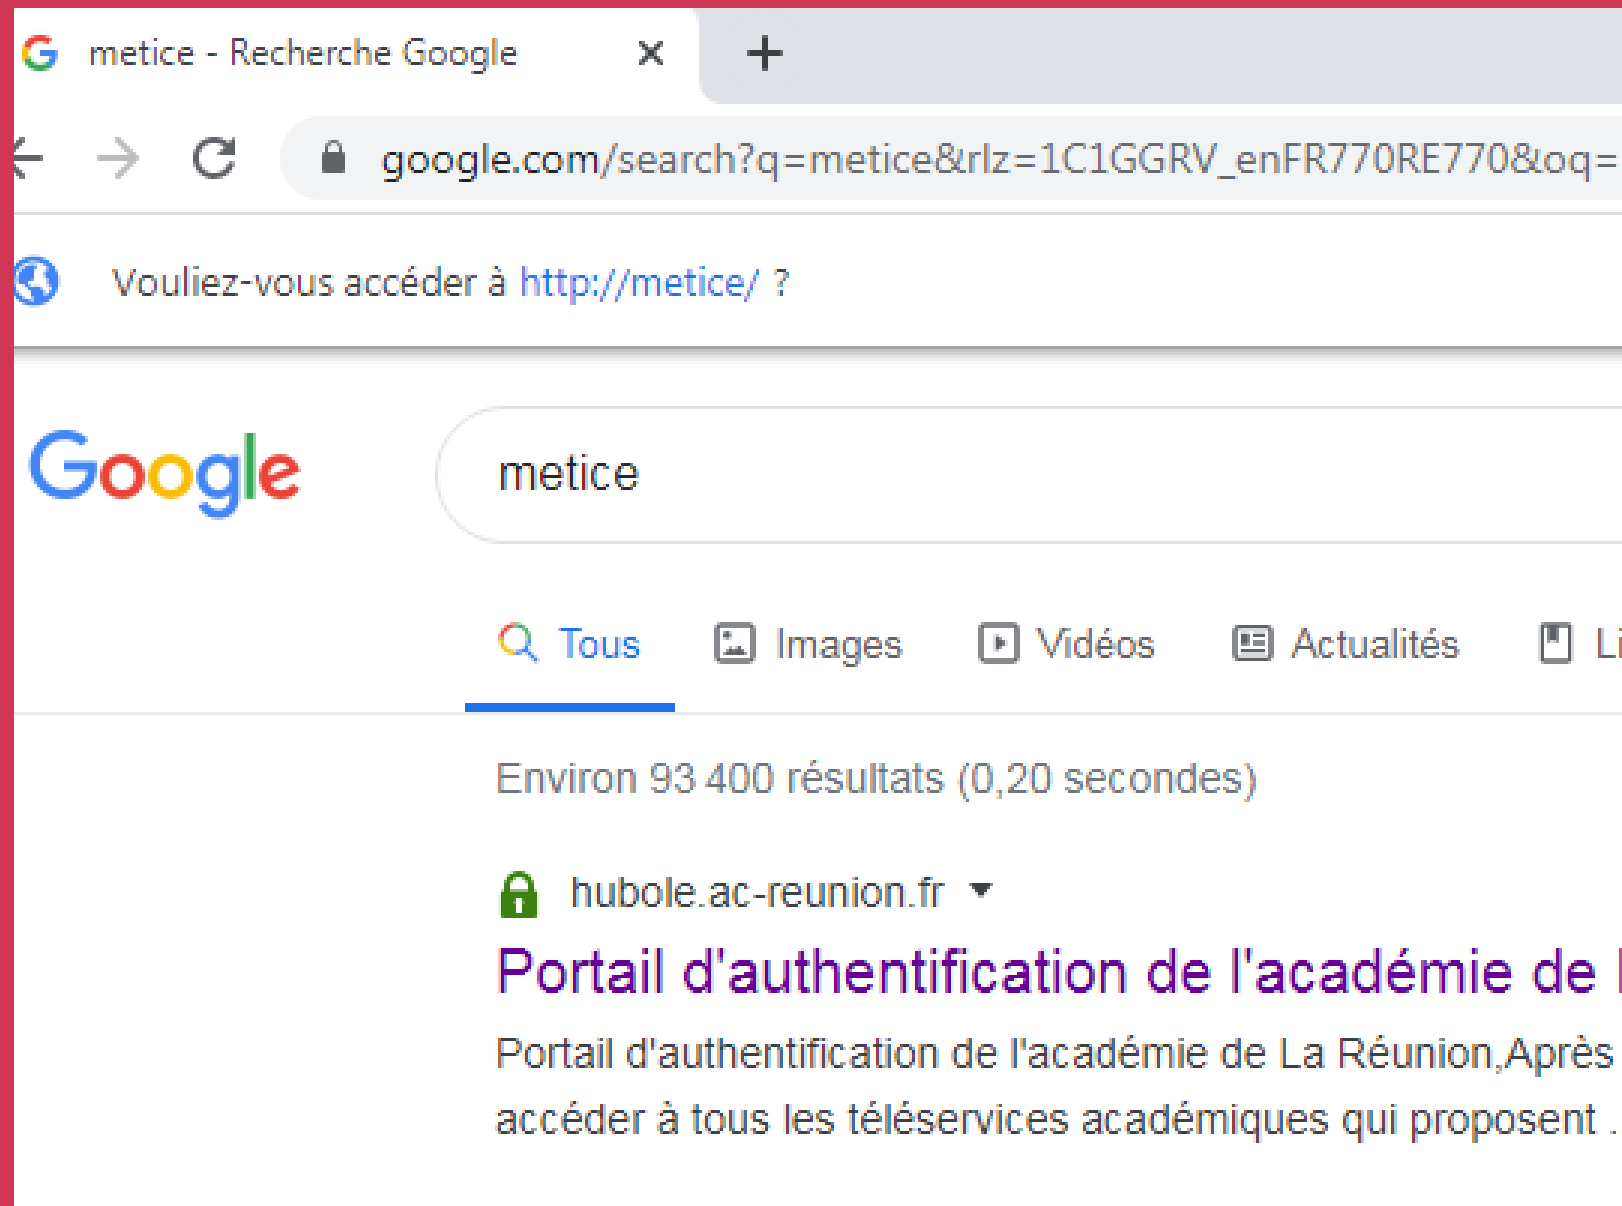 metice - Recherche Google
google.com/search?q=metice&rlz=1C1GGRV_enFR770RE770&oq=
Vouliez-vous accéder à http://metice/ ?
Google
metice
Tous Images Vidéos Actualités Li
Environ 93 400 résultats (0,20 secondes)
hubole.ac-reunion.fr
Portail d'authentification de l'académie de
Portail d'authentification de l'académie de La Réunion,Après
accéder à tous les téléservices académiques qui proposent .